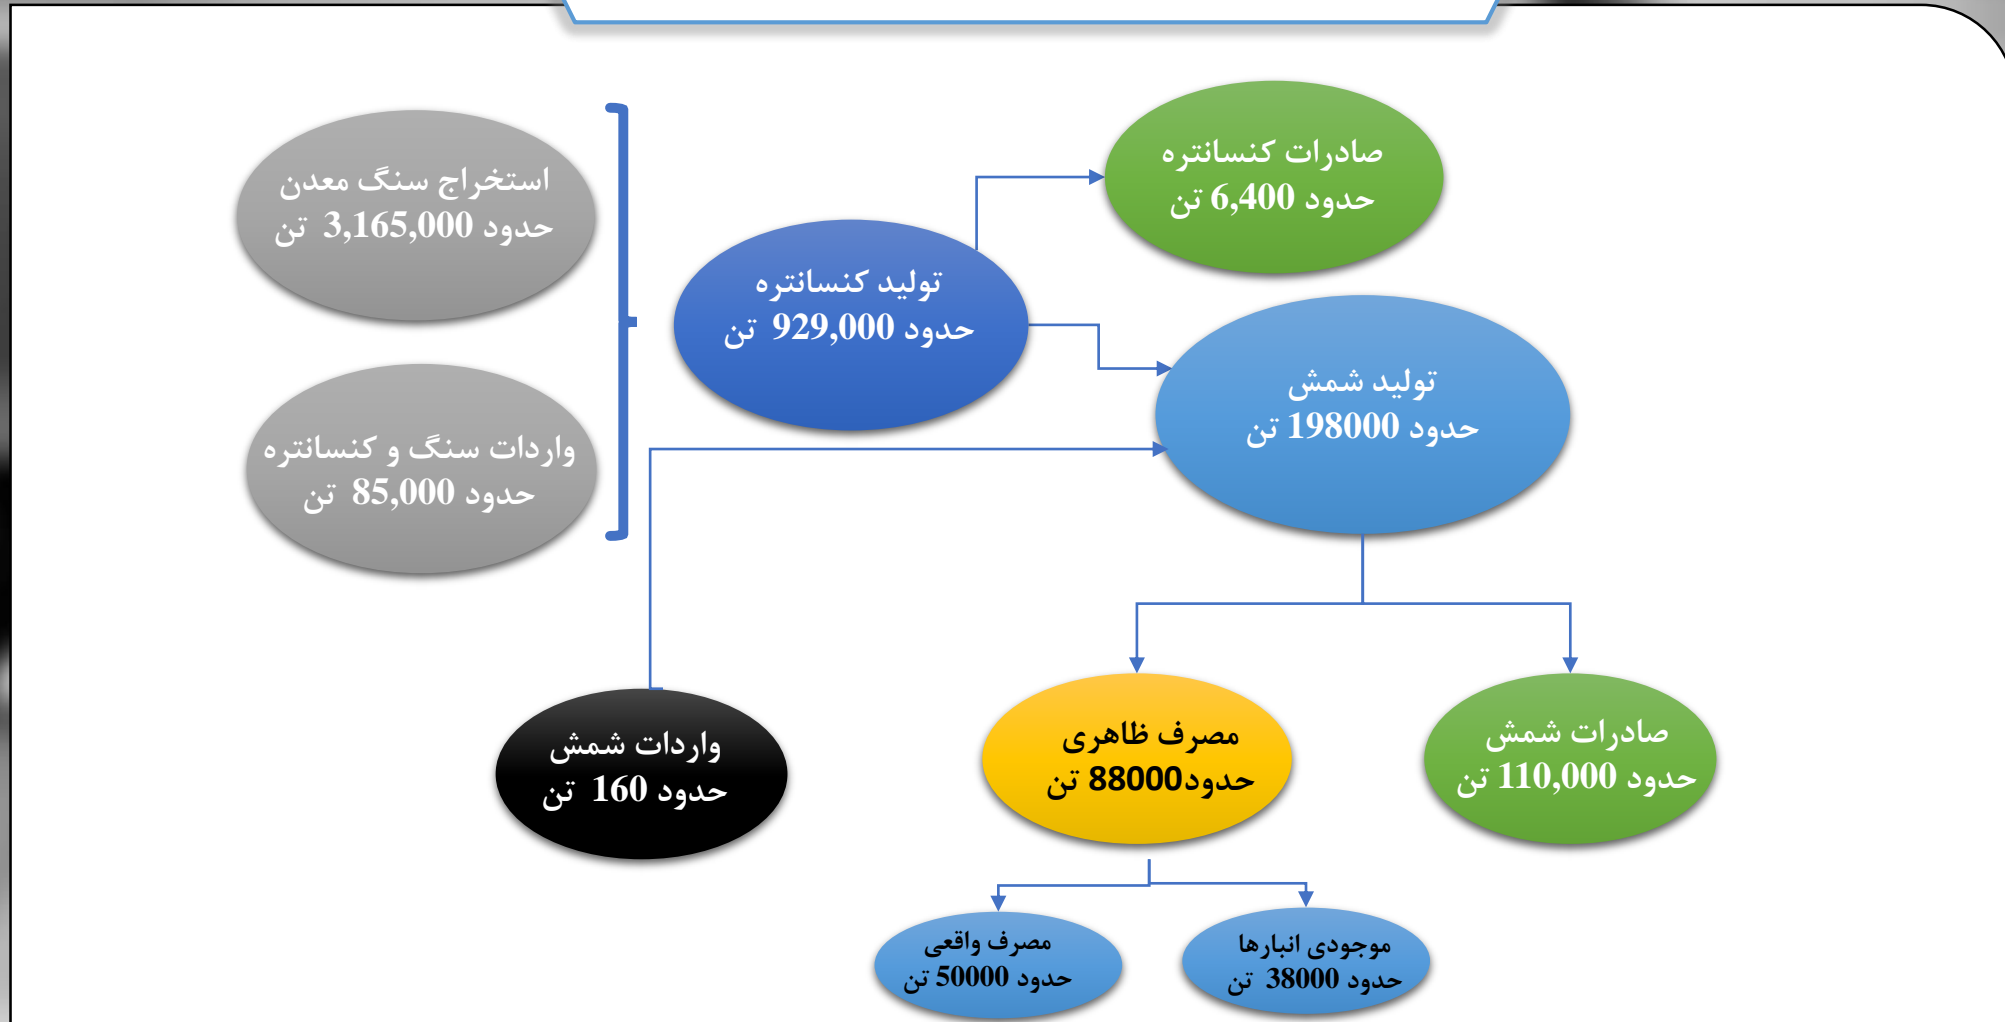 استخراج سنگ معدن
حدود 3,165,000 تن
واردات سنگ و کنسانتره
حدود 85,000 تن
تولید کنسانتره
حدود 929,000 تن
صادرات کنسانتره
حدود 6,400 تن
تولید شمش
حدود 198000 تن
واردات شمش
حدود 160 تن
مصرف ظاهری
حدود88000 تن
صادرات شمش
حدود 110,000 تن
مصرف واقعی
حدود 50000 تن
موجودی انبارها
حدود 38000 تن